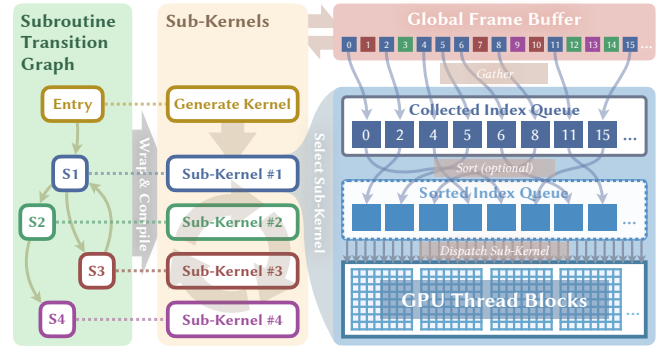 Subroutine
Transition
Graph
Sub-Kernels
Global Frame Buffer
0 1 2 3 4 5 6 7 8 9 10 11 12 13 14 15 ...
Gather
Entry
Generate Kernel
Collected Index Queue
0 2 4 5 6 8 11 15 ...
Wrap & Compile
Select Sub-Kernel
Sort (optional)
S1
Sub-Kernel #1
Sorted Index Queue
...
S2
Sub-Kernel #2
Dispatch Sub-Kernel
S3
Sub-Kernel #3
GPU Thread Blocks
...
S4
Sub-Kernel #4